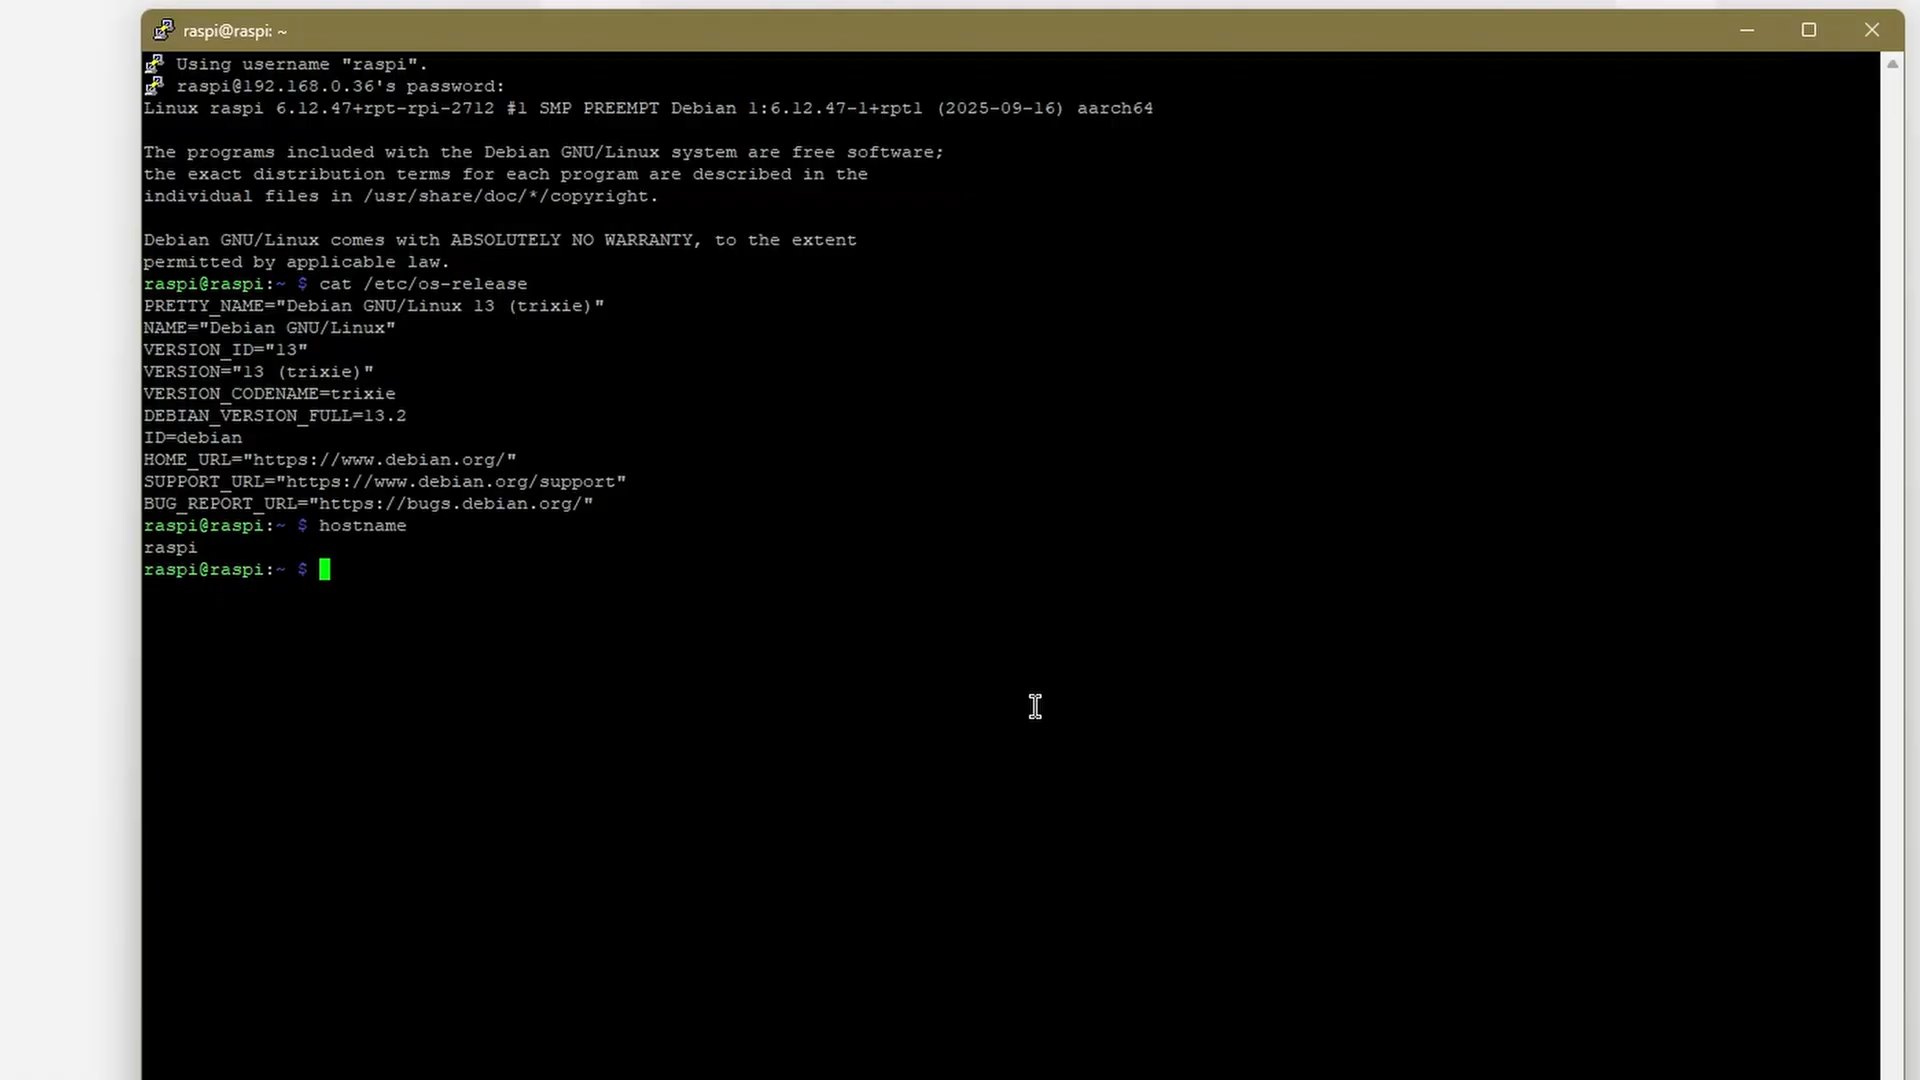 raspi@raspi: ~
Using username "raspi".
raspi@192.168.0.36's password:
Linux raspi 6.12.47+rpt-rpi-2712 #1 SMP PREEMPT Debian 1:6.12.47-1+rpt1 (2025-09-16) aarch64
The programs included with the Debian GNU/Linux system are free software;
the exact distribution terms for each program are described in the
individual files in /usr/share/doc/*/copyright.
Debian GNU/Linux comes with ABSOLUTELY NO WARRANTY, to the extent
permitted by applicable law.
raspi@raspi:~ $ cat /etc/os-release
PRETTY_NAME="Debian GNU/Linux 13 (trixie)"
NAME="Debian GNU/Linux"
VERSION_ID="13"
VERSION="13 (trixie)"
VERSION_CODENAME=trixie
DEBIAN_VERSION_FULL=13.2
ID=debian
HOME_URL="https://www.debian.org/"
SUPPORT_URL="https://www.debian.org/support"
BUG_REPORT_URL="https://bugs.debian.org/"
raspi@raspi:~ $ hostname
raspi
raspi@raspi:~ $